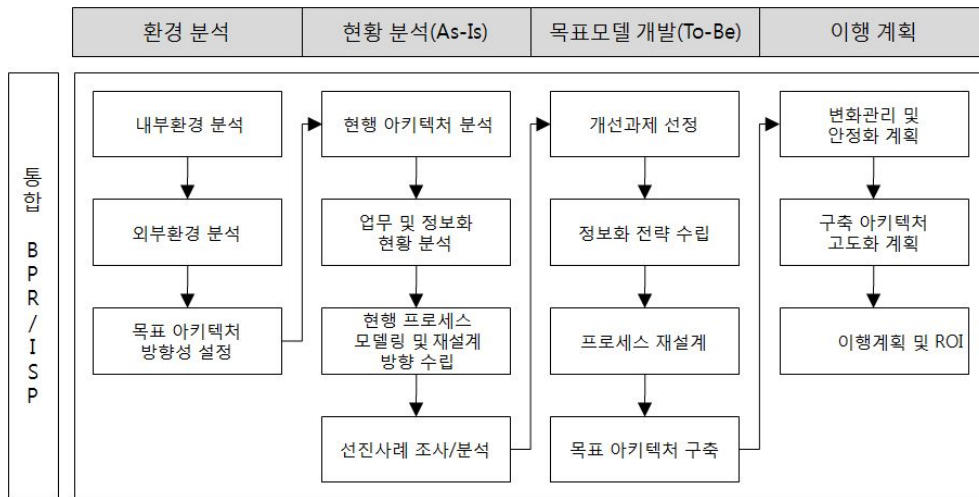 환경 분석
현황 분석(As-Is)
목표모델 개발(To-Be)
이행 계획
통합 BPR/ISP
내부환경 분석
외부환경 분석
목표 아키텍처
방향성 설정
현행 아키텍처 분석
업무 및 정보화
현황 분석
현행 프로세스
모델링 및 재설계
방향 수립
선진사례 조사/분석
개선과제 선정
정보화 전략 수립
프로세스 재설계
목표 아키텍처 구축
변화관리 및
안정화 계획
구축 아키텍처
고도화 계획
이행계획 및 ROI